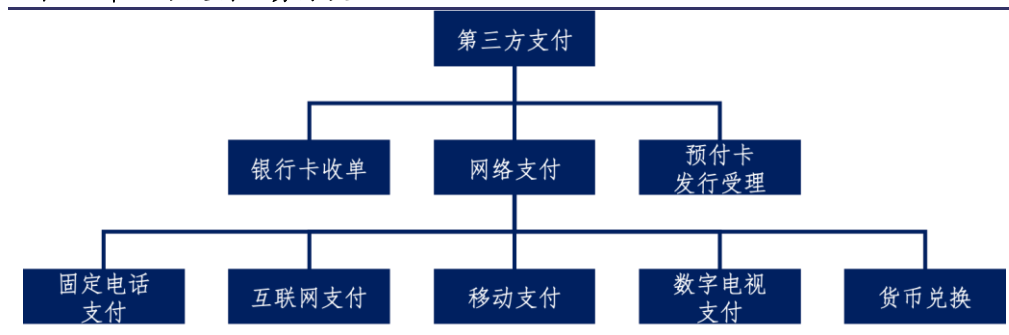 第三方支付
银行卡收单
网络支付
预付卡
发行受理
固定电话
支付
互联网支付
移动支付
数字电视
支付
货币兑换